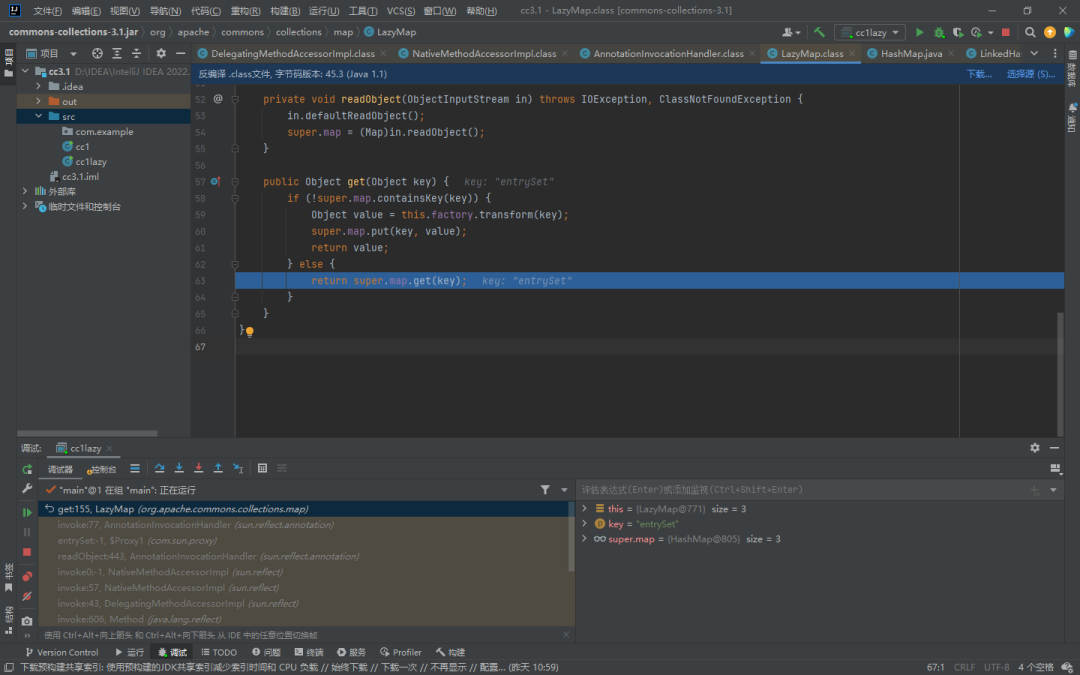 文件(F) 编辑(E) 视图(V) 导航(N) 代码(C) 重构(R) 构建(B) 运行(U) 工具(T) VCS(S) 窗口(W) 帮助(H) cc3.1 - LazyMap.class [commons-collections-3.1]
commons-collections-3.1.jar org apache commons collections map LazyMap cc1lazy
项目 DelegatingMethodAccessorImpl.class NativeMethodAccessorImpl.class AnnotationInvocationHandler.class LazyMap.class HashMap.java LinkedHa
cc3.1 D:\IDEA\IntelliJ IDEA 2022.
反编译 .class文件, 字节码版本: 45.3 (Java 1.1) 下载... 选择源 (S)...
.idea
out
src
com.example
cc1
cc1lazy
cc3.1.iml
外部库
临时文件和控制台
项目
书签
结构
数据库
通知
52 @ private void readObject(ObjectInputStream in) throws IOException, ClassNotFoundException {
53 in.defaultReadObject();
54 super.map = (Map)in.readObject();
55 }
56
57 public Object get(Object key) { key: "entrySet"
58 if (!super.map.containsKey(key)) {
59 Object value = this.factory.transform(key);
60 super.map.put(key, value);
61 return value;
62 } else {
63 return super.map.get(key); key: "entrySet"
64 }
65 }
66 }
67
调试: cc1lazy
调试器 控制台
"main"@1 在组 "main": 正在运行
get:155, LazyMap (org.apache.commons.collections.map)
invoke:77, AnnotationInvocationHandler (sun.reflect.annotation)
entrySet:-1, $Proxy1 (com.sun.proxy)
readObject:443, AnnotationInvocationHandler (sun.reflect.annotation)
invoke0:-1, NativeMethodAccessorImpl (sun.reflect)
invoke:57, NativeMethodAccessorImpl (sun.reflect)
invoke:43, DelegatingMethodAccessorImpl (sun.reflect)
invoke:606, Method (java.lang.reflect)
使用 Ctrl+Alt+向上箭头 和 Ctrl+Alt+向下箭头 从 IDE 中的任意位置切换帧
评估表达式(Enter)或添加监视(Ctrl+Shift+Enter)
this = {LazyMap@771} size = 3
key = "entrySet"
super.map = {HashMap@805} size = 3
Version Control 运行 调试 TODO 问题 终端 服务 Profiler 构建
下载预构建共享索引: 使用预构建的JDK共享索引减少索引时间和 CPU 负载 // 始终下载 // 下载一次 // 不再显示 // 配置... (昨天 10:59) 67:1 CRLF UTF-8 4 个空格